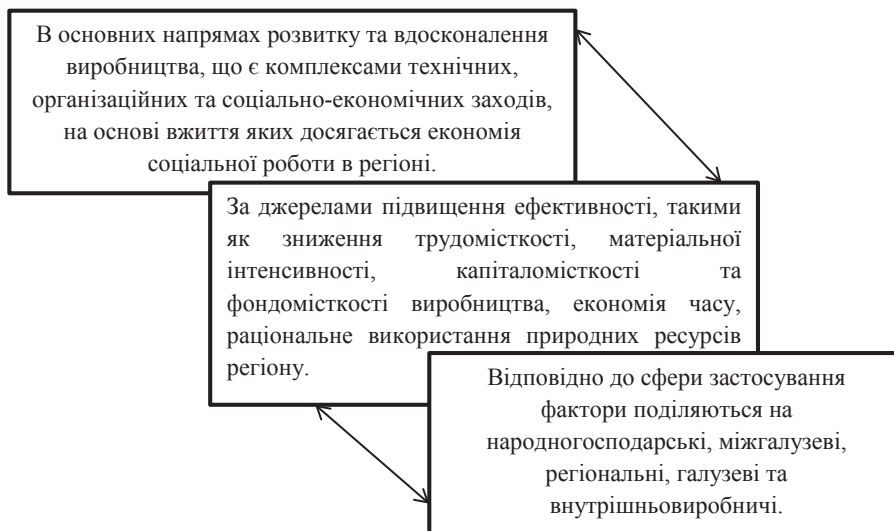 В основних напрямах розвитку та вдосконалення
виробництва, що є комплексами технічних,
організаційних та соціально-економічних заходів,
на основі вжиття яких досягається економія
соціальної роботи в регіоні.
За джерелами підвищення ефективності, такими
як зниження трудомісткості, матеріальної
інтенсивності, капіталомісткості та
фондомісткості виробництва, економія часу,
раціональне використання природних ресурсів
регіону.
Відповідно до сфери застосування
фактори поділяються на
народногосподарські, міжгалузеві,
регіональні, галузеві та
внутрішньовиробничі.